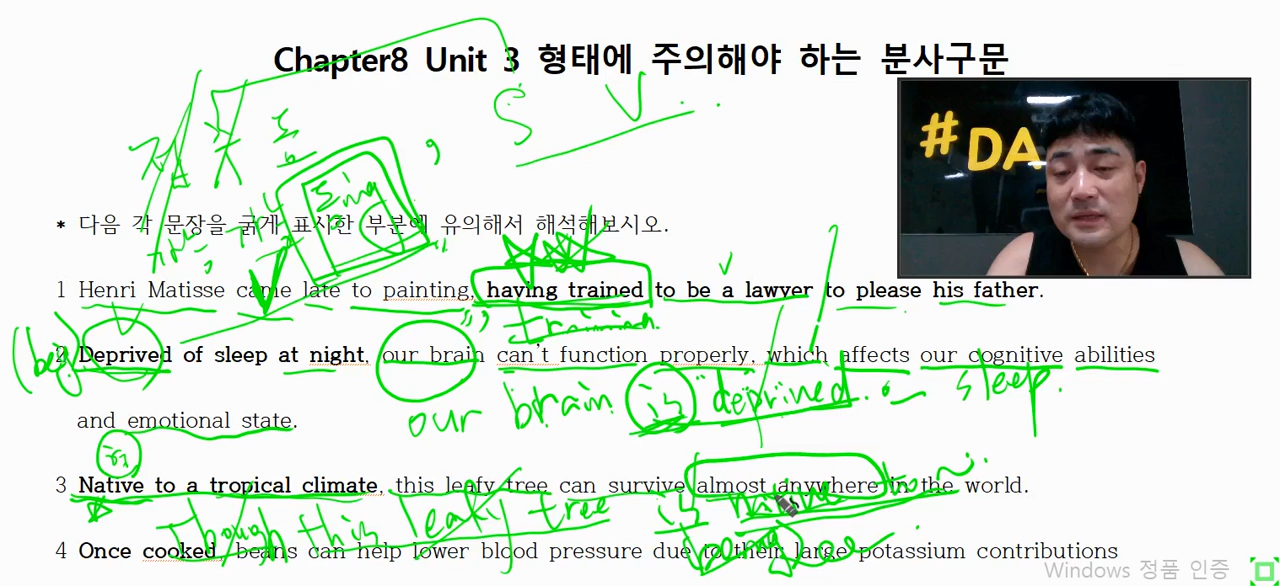 Chapter8 Unit 3 형태에 주의해야 하는 분사구문
#DA
S V
* 다음 각 문장을 굵게 표시한 부분에 유의해서 해석해보시오.
1 Henri Matisse came late to painting, having trained to be a lawyer to please his father.
2 Deprived of sleep at night, our brain can't function properly, which affects our cognitive abilities
our brain is deprived sleep.
and emotional state.
3 Native to a tropical climate, this leafy tree can survive almost anywhere in the world.
Though this leaky tree is native to
being
4 Once cooked, beans can help lower blood pressure due to their large potassium contributions
Windows 정품 인증